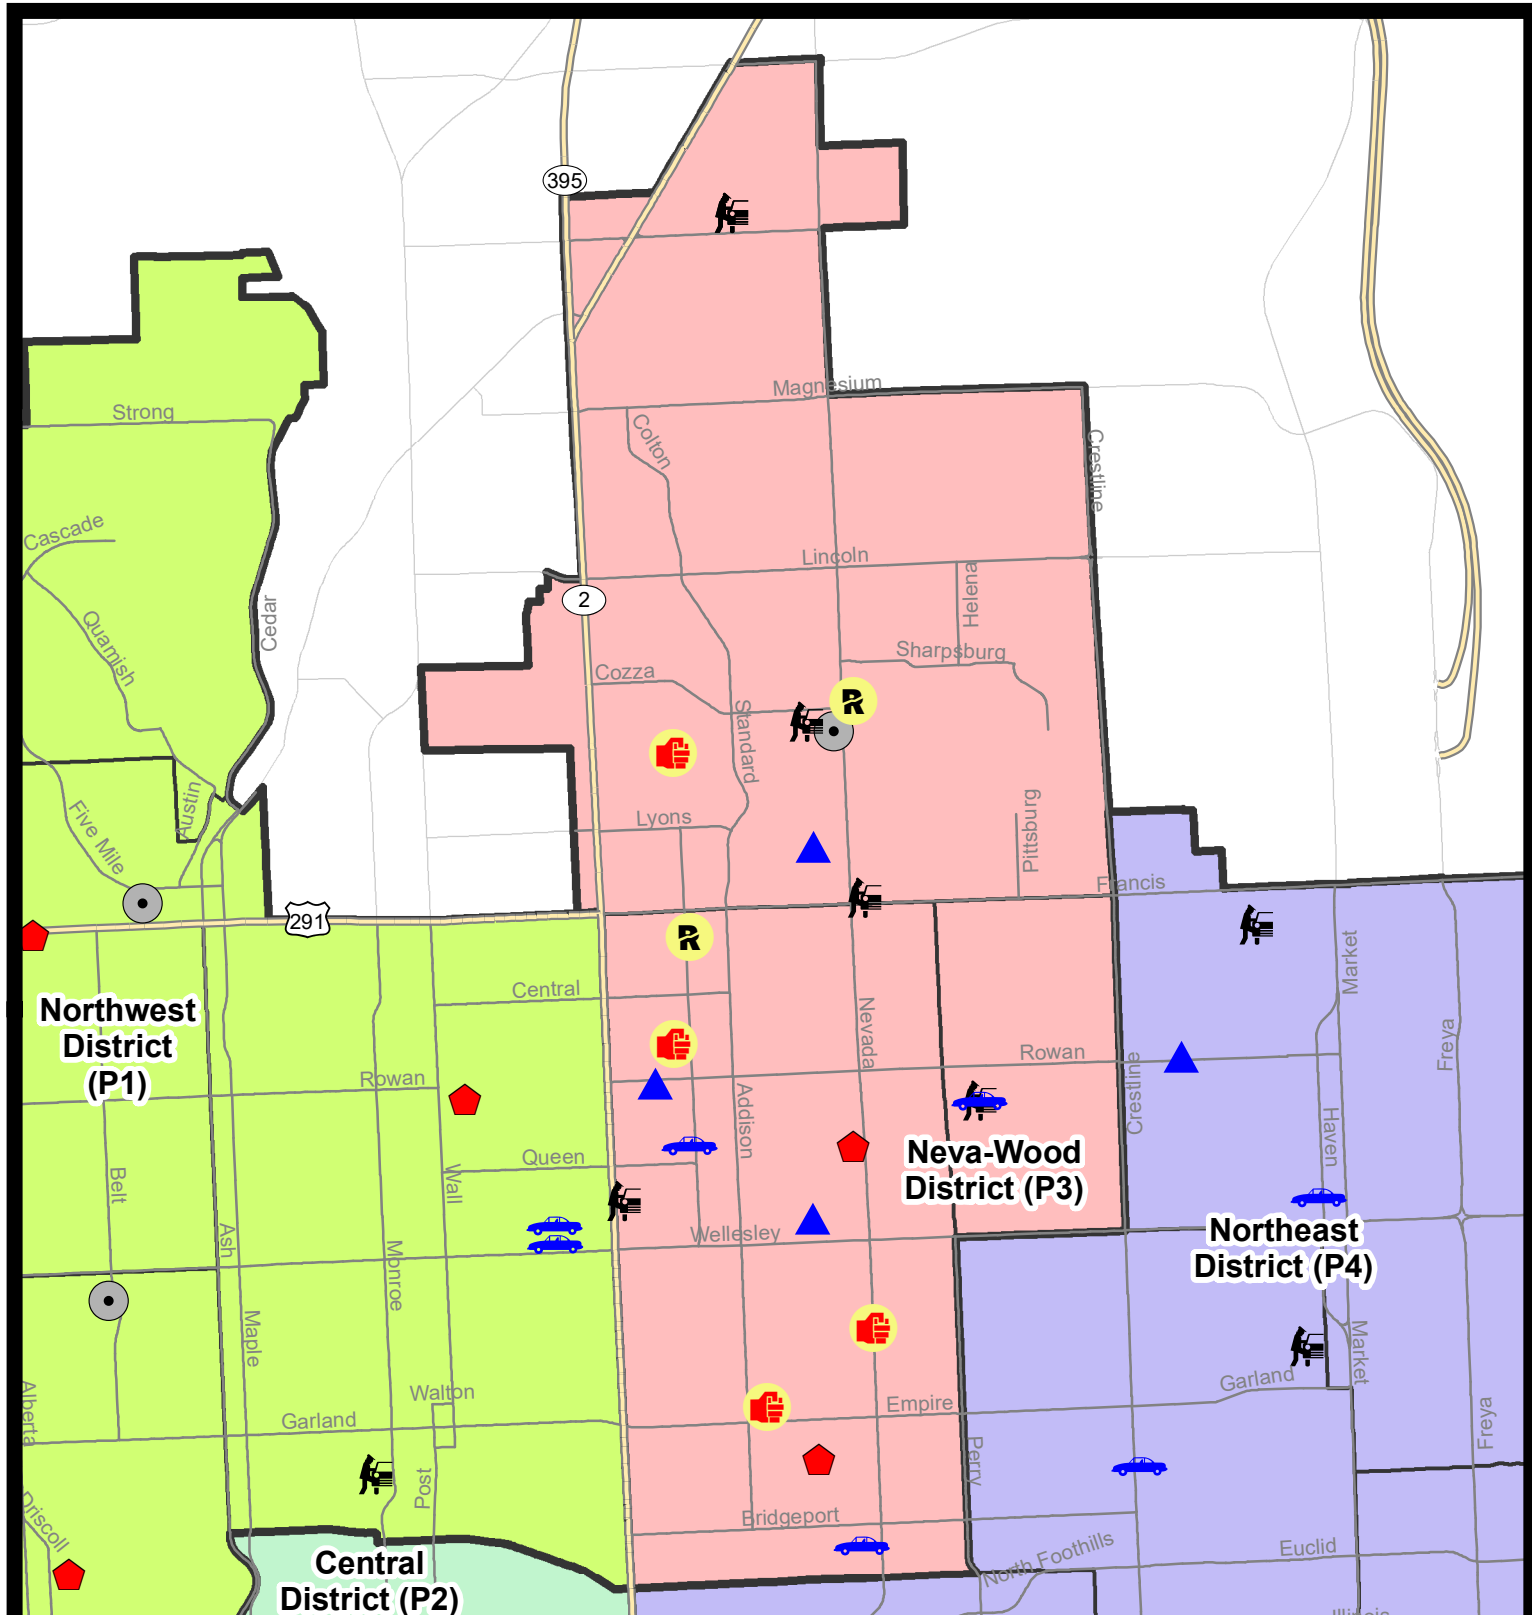 395
Strong
Magnesium
Colton
Crestline
Cascade
Lincoln
Helena
Quamish
Cedar
2
Sharpsburg
Cozza
R
Standard
Five Mile
Austin
Lyons
Pittsburg
Francis
291
R
Market
Northwest
District
(P1)
Central
Nevada
Freya
Rowan
Rowan
Crestline
Addison
Haven
Neva-Wood
District (P3)
Queen
Belt
Wall
Ash
Monroe
Wellesley
Northeast
District (P4)
Maple
Market
Alberta
Walton
Garland
Empire
Garland
Freya
Perry
Post
Driscoll
Bridgeport
North Foothills
Euclid
Central
District (P2)